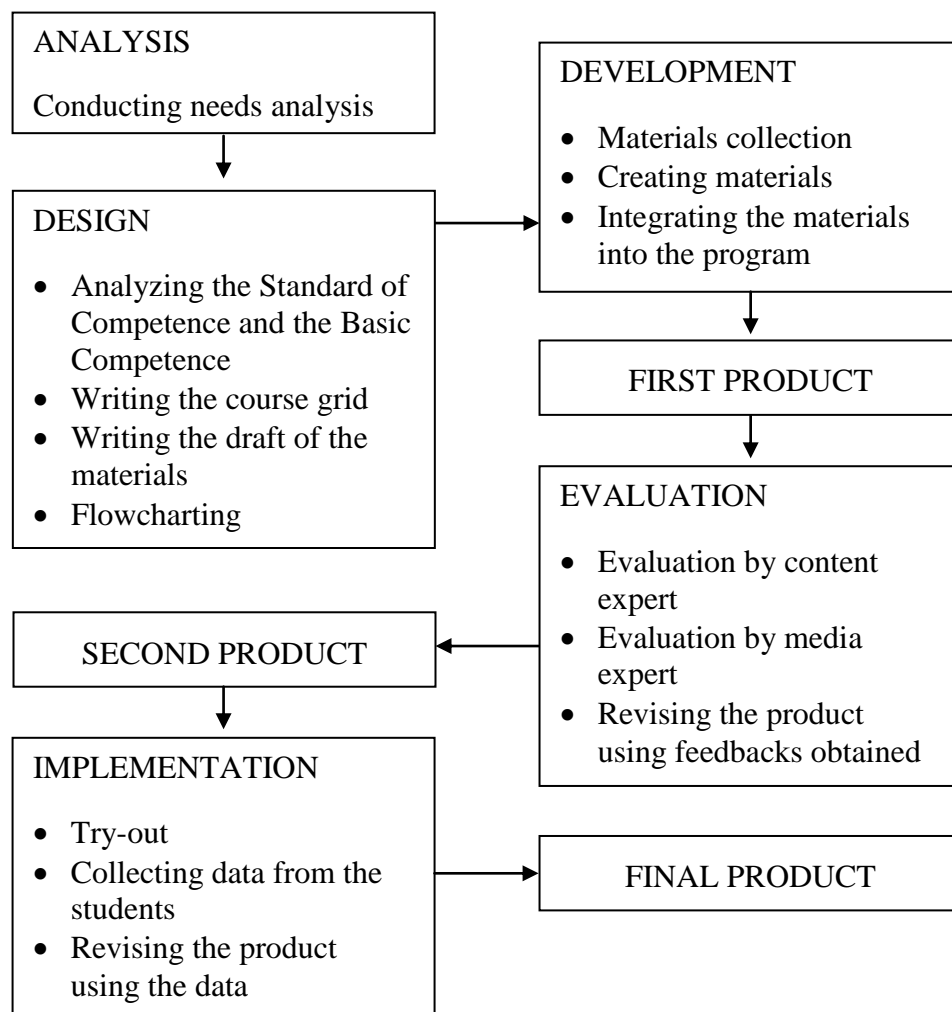 ANALYSIS
Conducting needs analysis
DESIGN
• Analyzing the Standard of
Competence and the Basic
Competence
• Writing the course grid
• Writing the draft of the
materials
• Flowcharting
DEVELOPMENT
• Materials collection
• Creating materials
• Integrating the materials
into the program
FIRST PRODUCT
EVALUATION
• Evaluation by content
expert
• Evaluation by media
expert
• Revising the product
using feedbacks obtained
SECOND PRODUCT
IMPLEMENTATION
• Try-out
• Collecting data from the
students
• Revising the product
using the data
FINAL PRODUCT